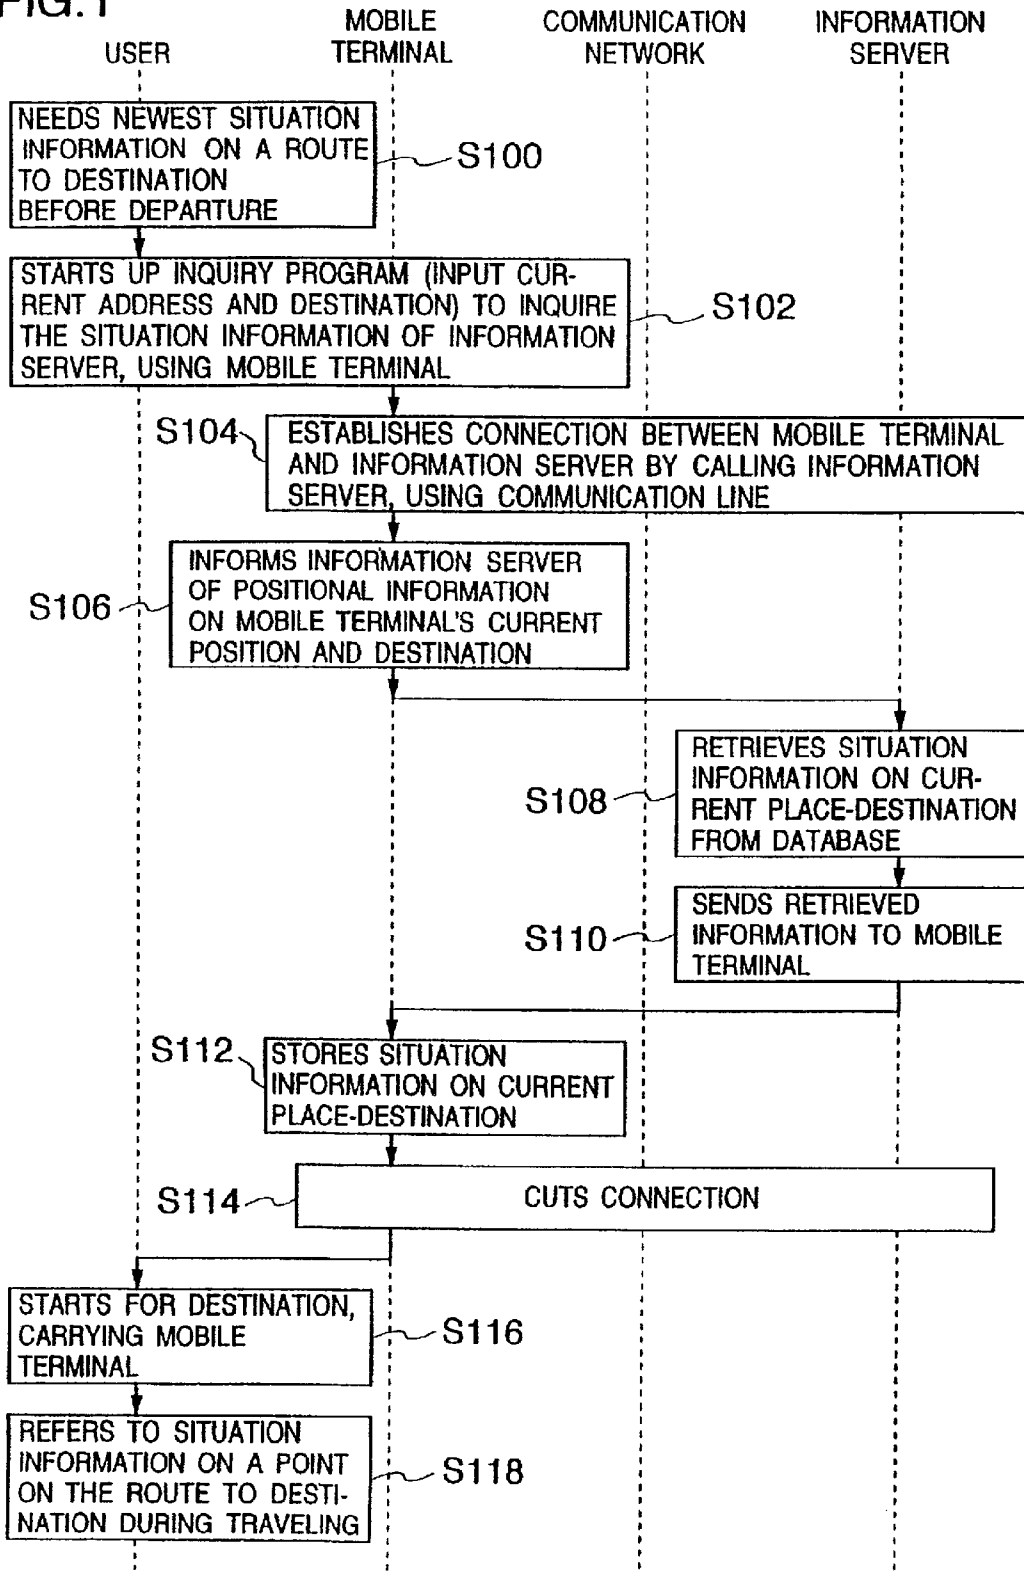 FIG.1
USER
MOBILE
TERMINAL
COMMUNICATION
NETWORK
INFORMATION
SERVER
NEEDS NEWEST SITUATION
INFORMATION ON A ROUTE
TO DESTINATION
BEFORE DEPARTURE
S100
STARTS UP INQUIRY PROGRAM (INPUT CUR-
RENT ADDRESS AND DESTINATION) TO INQUIRE
THE SITUATION INFORMATION OF INFORMATION
SERVER, USING MOBILE TERMINAL
S102
S104
ESTABLISHES CONNECTION BETWEEN MOBILE TERMINAL
AND INFORMATION SERVER BY CALLING INFORMATION
SERVER, USING COMMUNICATION LINE
S106
INFORMS INFORMATION SERVER
OF POSITIONAL INFORMATION
ON MOBILE TERMINAL'S CURRENT
POSITION AND DESTINATION
S108
RETRIEVES SITUATION
INFORMATION ON CUR-
RENT PLACE-DESTINATION
FROM DATABASE
S110
SENDS RETRIEVED
INFORMATION TO MOBILE
TERMINAL
S112
STORES SITUATION
INFORMATION ON CURRENT
PLACE-DESTINATION
S114
CUTS CONNECTION
STARTS FOR DESTINATION,
CARRYING MOBILE
TERMINAL
S116
REFERS TO SITUATION
INFORMATION ON A POINT
ON THE ROUTE TO DESTI-
NATION DURING TRAVELING
S118